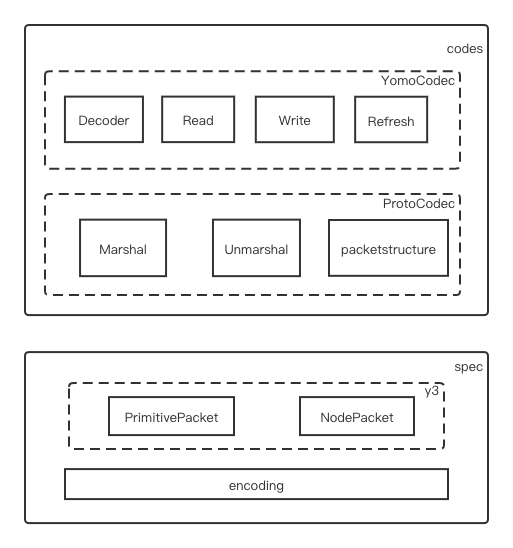 codes
YomoCodec
Decoder
Read
Write
Refresh
ProtoCodec
Marshal
Unmarshal
packetstructure
spec
y3
PrimitivePacket
NodePacket
encoding